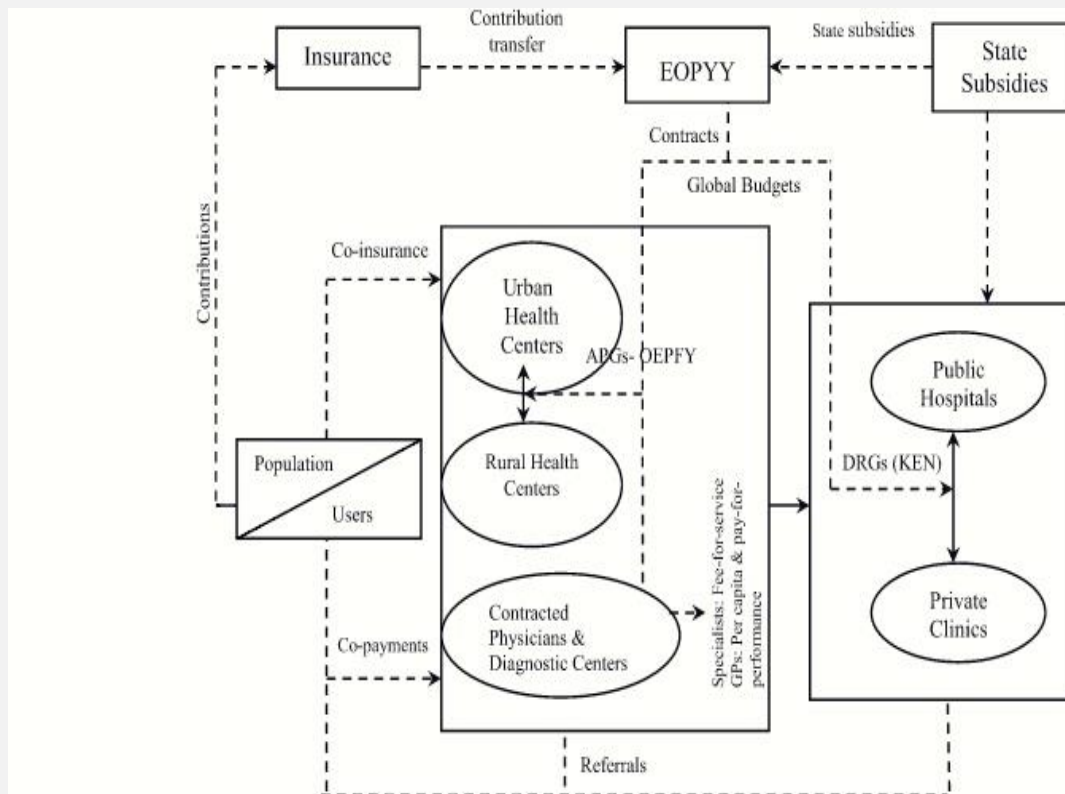 Contribution
transfer
Insurance
EOPYY
State subsidies
State
Subsidies
Contracts
Global Budgets
Contributions
Co-insurance
Urban
Health
Centers
APGs- OEPFY
Public
Hospitals
Population
Users
Rural Health
Centers
DRGs (KEN)
Specialists: Fee-for-service
GPs: Per capita & pay-for-
performance
Contracted
Physicians &
Diagnostic Centers
Private
Clinics
Co-payments
Referrals